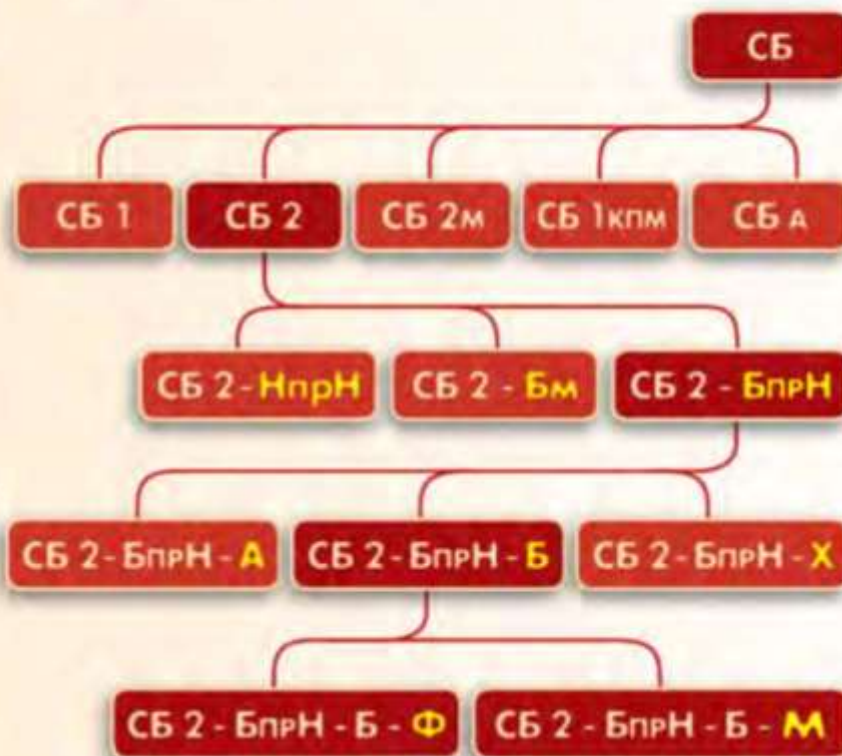 СБ
СБ 1 СБ 2 СБ 2м СБ 1кпм СБ А
СБ 2 - НпрН СБ 2 - Бм СБ 2 - БпрН
СБ 2 - БпрН - А СБ 2 - БпрН - Б СБ 2 - БпрН - Х
СБ 2 - БпрН - Б - Ф СБ 2 - БпрН - Б - М